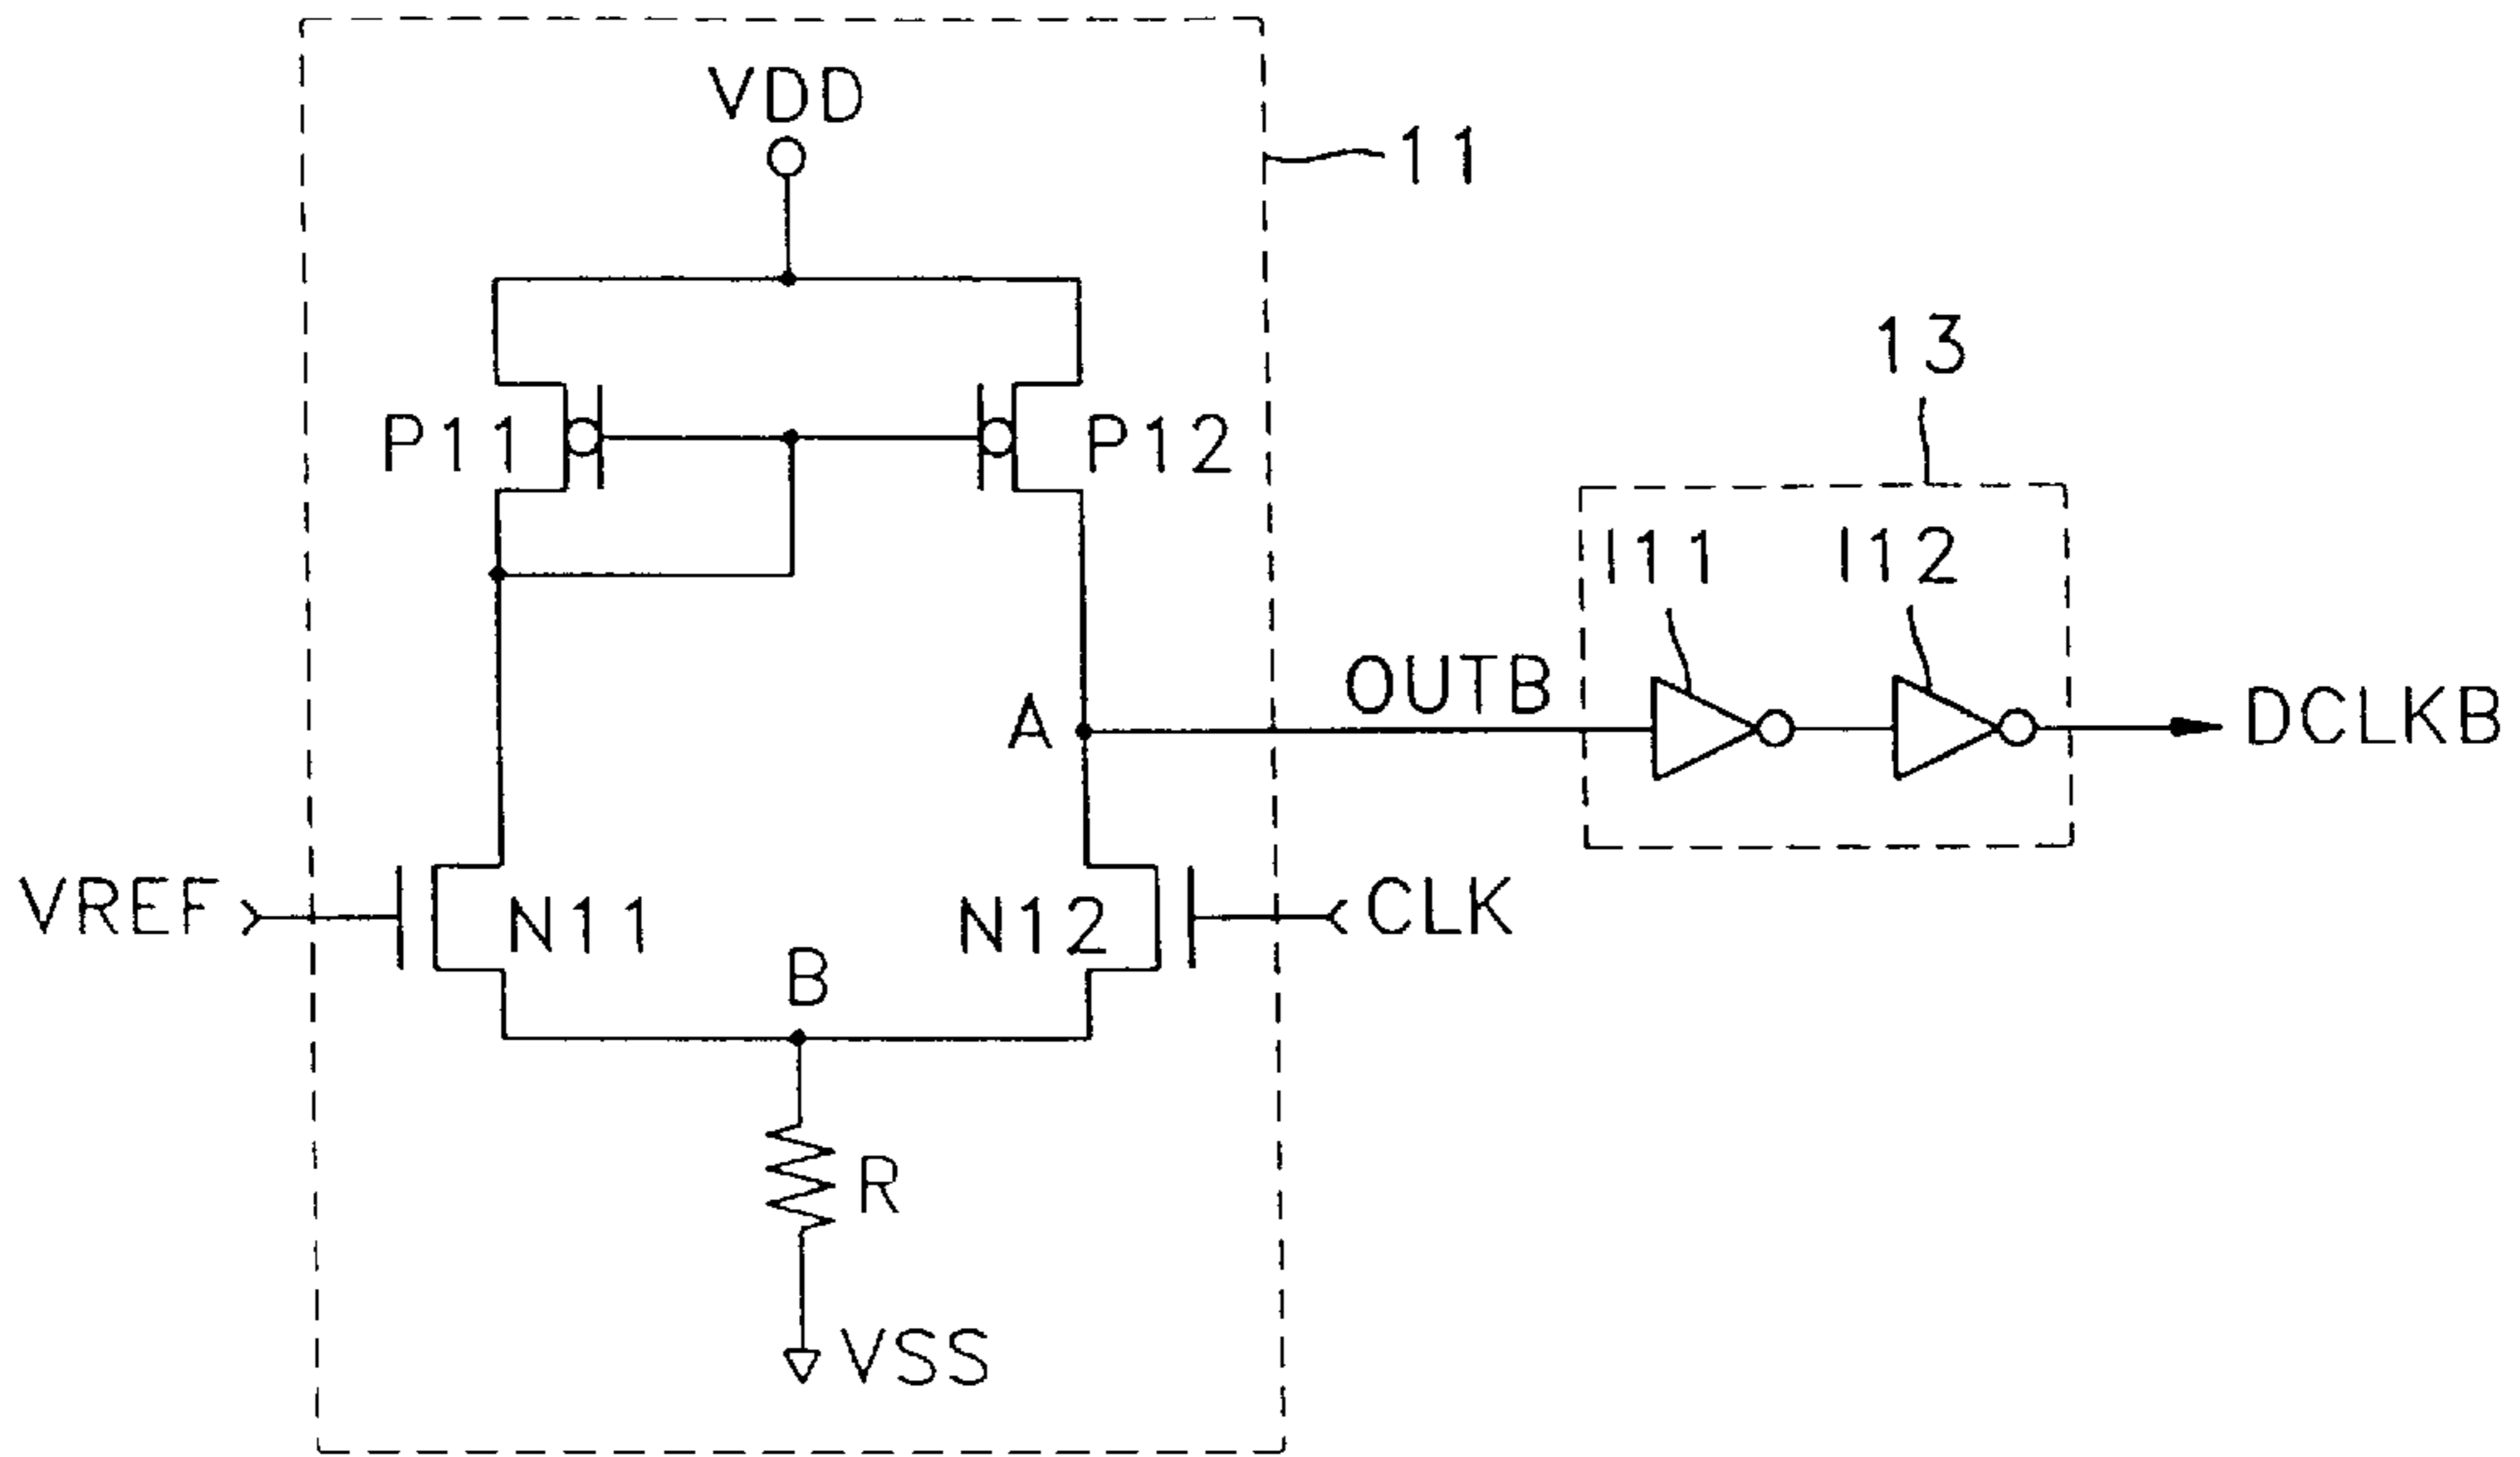 VDD
11
P11
P12
13
I11
I12
OUTB
A
DCLKB
VREF
N11
N12
CLK
B
R
VSS